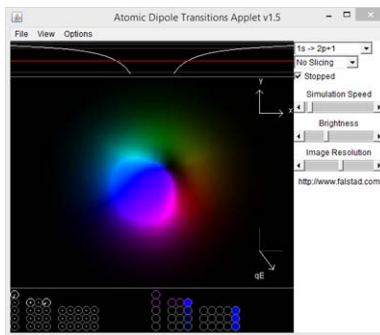 Atomic Dipole Transitions Applet v1.5
File View Options
1s -> 2p+1
No Slicing
Stopped
Simulation Speed
Brightness
Image Resolution
http://www.falstad.com
y
x
qE